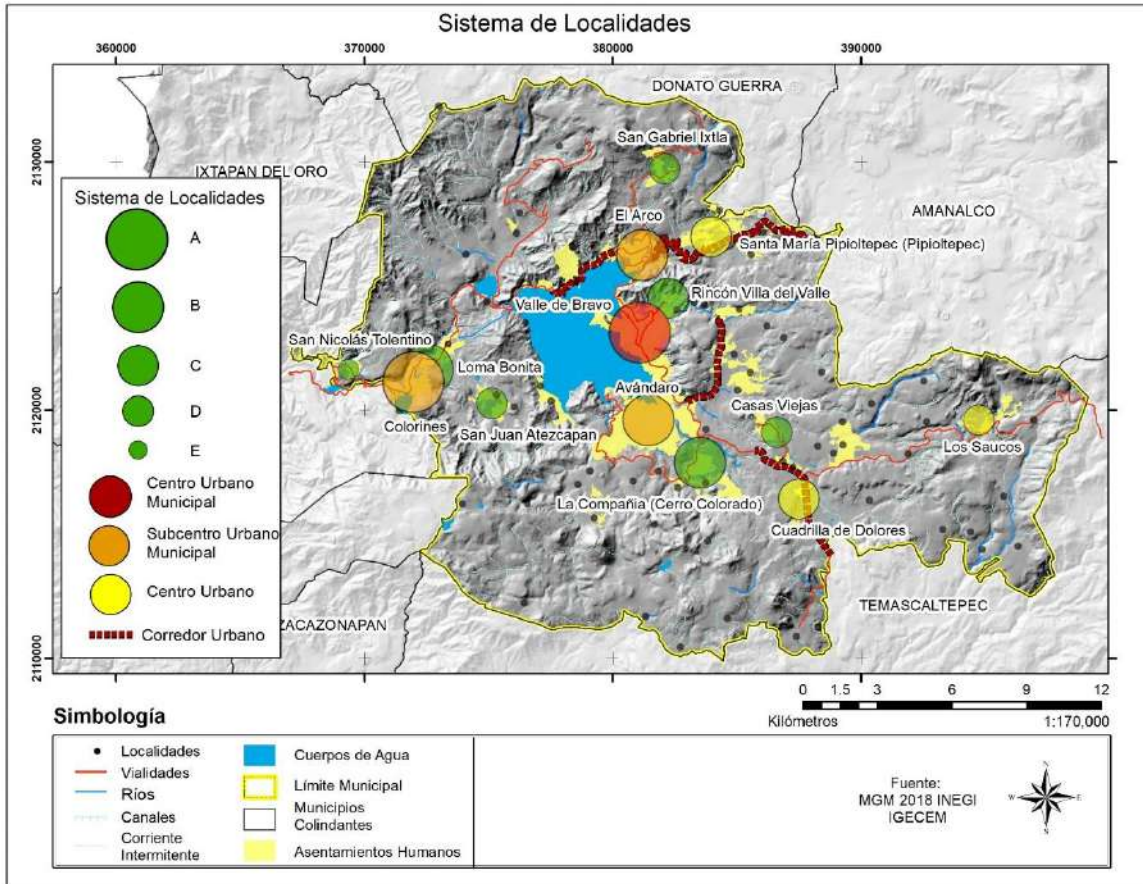 Sistema de Localidades
360000
370000
380000
390000
2130000
2120000
2110000
DONATO GUERRA
San Gabriel Ixtla
IXTAPAN DEL ORO
AMANALCO
El Arco
Santa María Pipioltepec (Pipioltepec)
Rincón Villa del Valle
Valle de Bravo
San Nicolás Tolentino
Loma Bonita
Avándaro
Casas Viejas
Colorines
San Juan Atezcapan
Los Saucos
La Compañia (Cerro Colorado)
Cuadrilla de Dolores
TEMASCALTEPEC
ZACAZONAPAN
Sistema de Localidades
A
B
C
D
E
Centro Urbano
Municipal
Subcentro Urbano
Municipal
Centro Urbano
Corredor Urbano
0 1.5 3 6 9 12
Kilómetros
1:170,000
Simbología
Localidades
Vialidades
Ríos
Canales
Corriente
Intermitente
Cuerpos de Agua
Límite Municipal
Municipios
Colindantes
Asentamientos Humanos
Fuente:
MGM 2018 INEGI
IGECEM
N
W
E